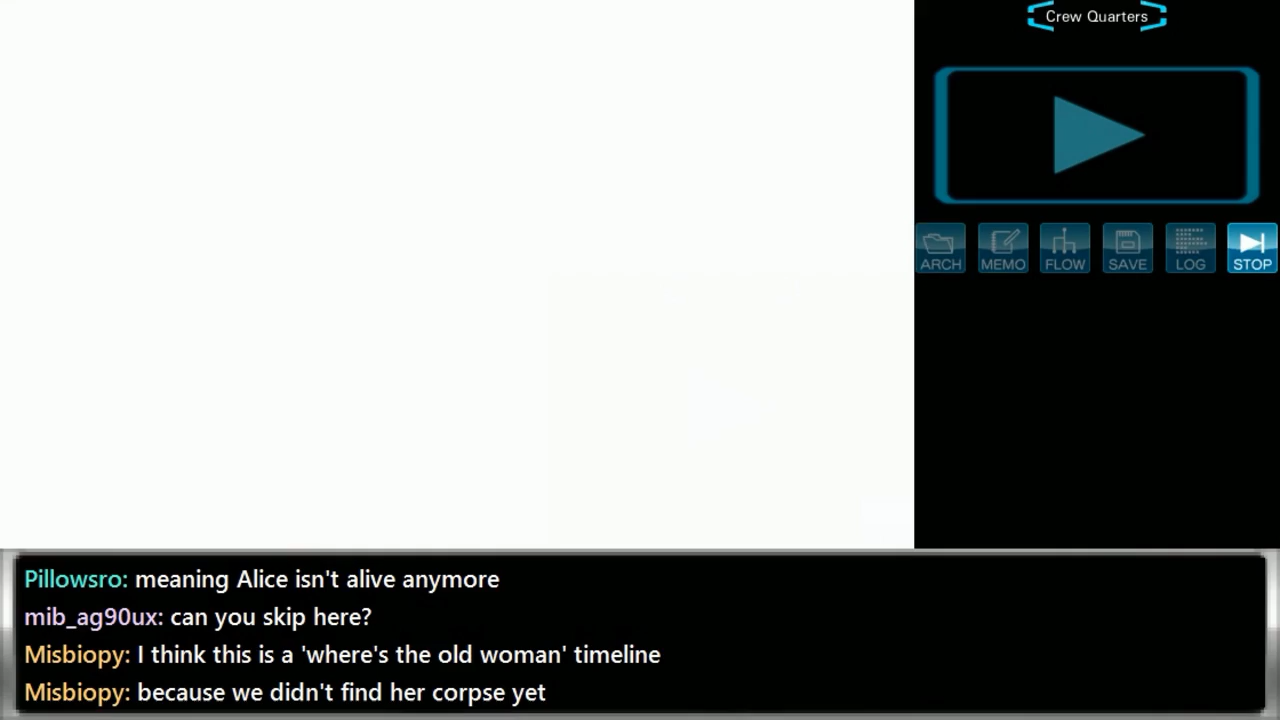 Crew Quarters
ARCH MEMO FLOW SAVE LOG STOP
Pillowsro: meaning Alice isn't alive anymore
mib_ag90ux: can you skip here?
Misbiopy: I think this is a 'where's the old woman' timeline
Misbiopy: because we didn't find her corpse yet